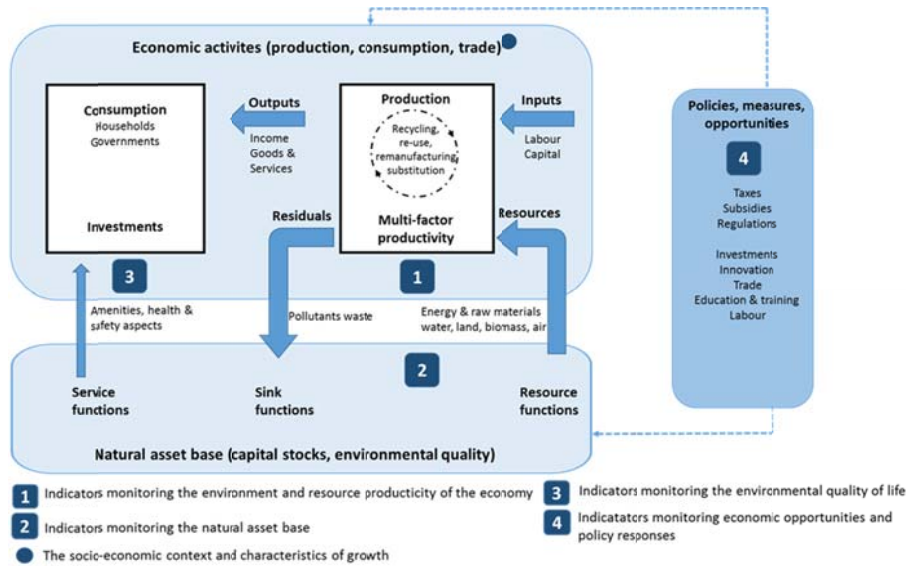 Economic activites (production, consumption, trade)
Consumption
Households
Governments
Investments
Outputs
Income
Goods &
Services
Production
Recycling,
re-use,
remanufacturing
substitution
Multi-factor
productivity
Inputs
Labour
Capital
Residuals
Resources
3
1
Amenities, health &
safety aspects
Pollutants waste
Energy & raw materials
water, land, biomass, air
2
Service
functions
Sink
functions
Resource
functions
Natural asset base (capital stocks, environmental quality)
Policies, measures,
opportunities
4
Taxes
Subsidies
Regulations
Investments
Innovation
Trade
Education & training
Labour
1 Indicators monitoring the environment and resource productivity of the economy
2 Indicators monitoring the natural asset base
The socio-economic context and characteristics of growth
3 Indicators monitoring the environmental quality of life
4 Indicatators monitoring economic opportunities and
policy responses